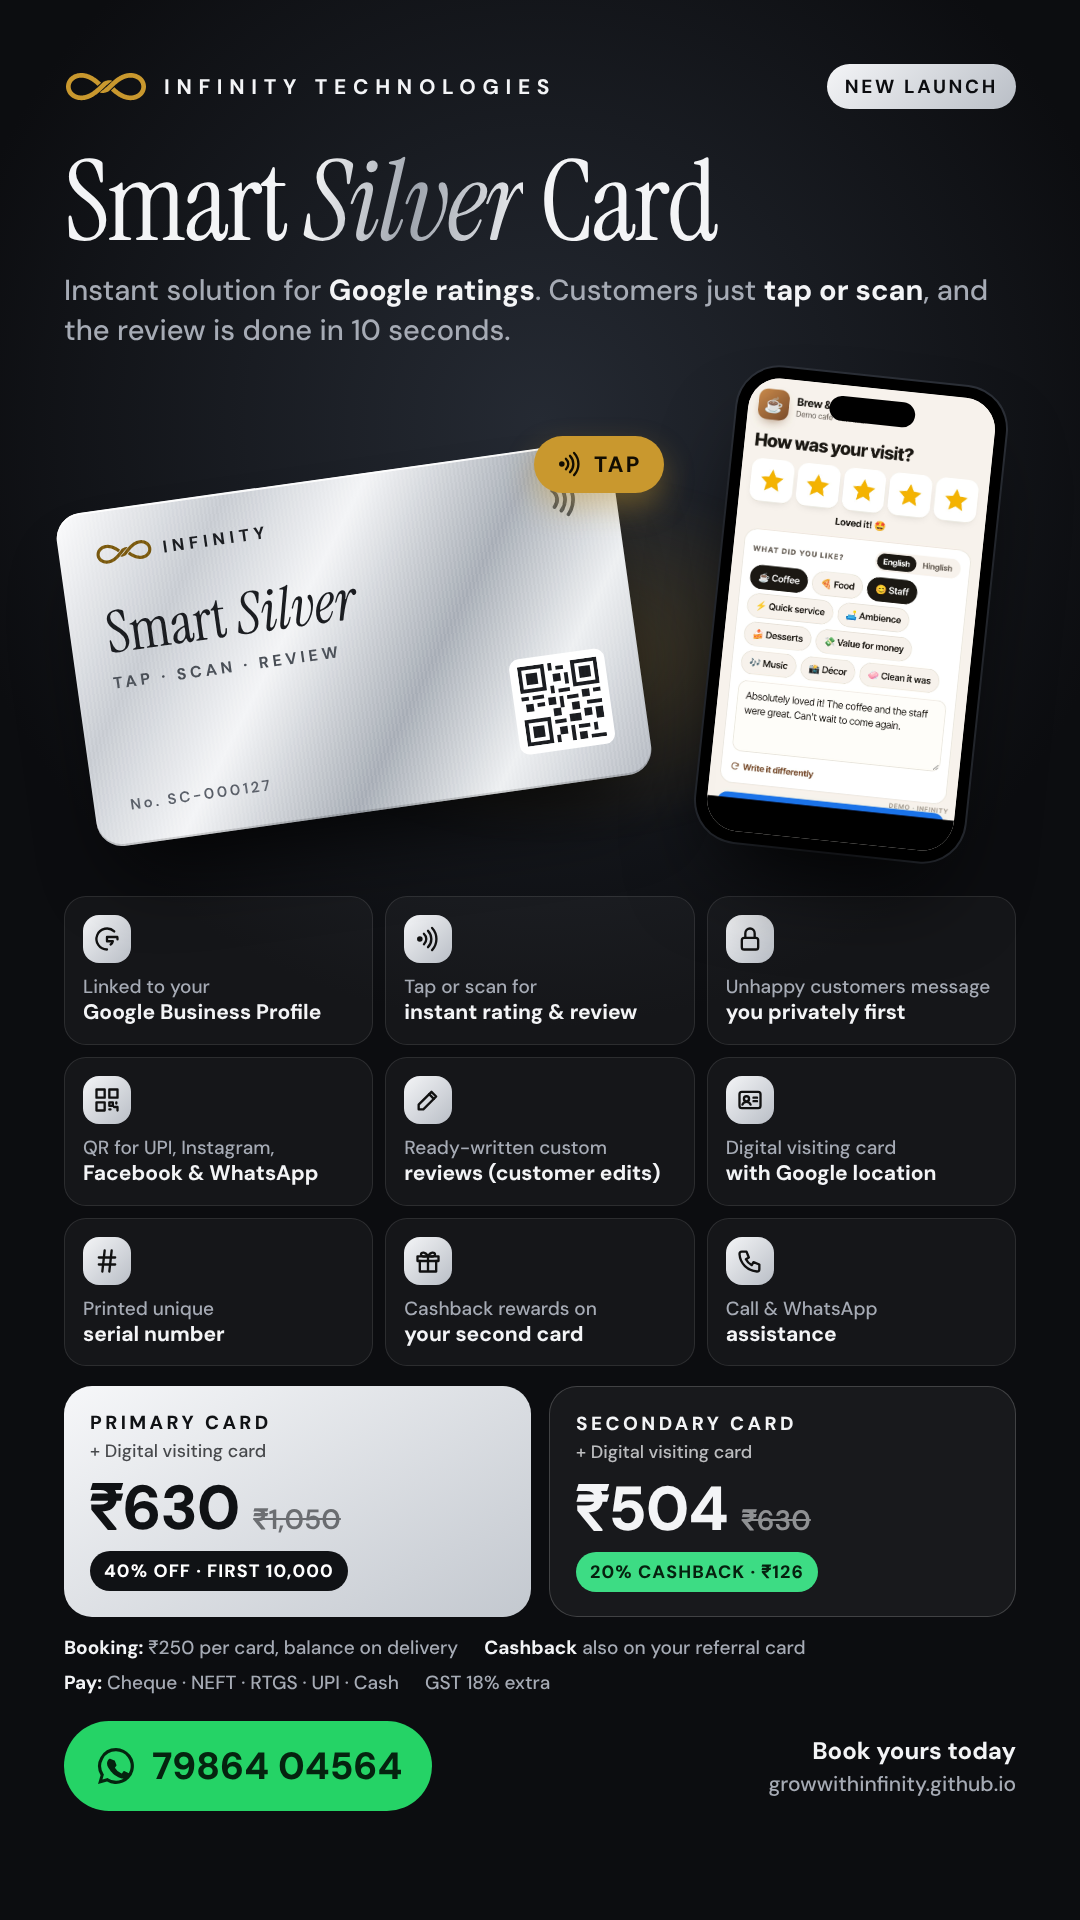 INFINITY TECHNOLOGIES
NEW LAUNCH
Smart Silver Card
Instant solution for Google ratings. Customers just tap or scan, and
the review is done in 10 seconds.
TAP
INFINITY
Smart Silver
TAP · SCAN · REVIEW
No. SC-000127
Brew &
Demo cafe
How was your visit?
Loved it! 🤩
WHAT DID YOU LIKE?
English Hinglish
☕ Coffee 🍕 Food 😊 Staff
⚡ Quick service 🛋️ Ambience
🍰 Desserts 💸 Value for money
🎶 Music 📸 Décor 🧼 Clean it was
Absolutely loved it! The coffee and the staff
were great. Can't wait to come again.
Write it differently
DEMO · INFINITY
Linked to your
Google Business Profile
Tap or scan for
instant rating & review
Unhappy customers message
you privately first
QR for UPI, Instagram,
Facebook & WhatsApp
Ready-written custom
reviews (customer edits)
Digital visiting card
with Google location
Printed unique
serial number
Cashback rewards on
your second card
Call & WhatsApp
assistance
PRIMARY CARD
+ Digital visiting card
₹630 ₹1,050
40% OFF · FIRST 10,000
SECONDARY CARD
+ Digital visiting card
₹504 ₹630
20% CASHBACK · ₹126
Booking: ₹250 per card, balance on delivery Cashback also on your referral card
Pay: Cheque · NEFT · RTGS · UPI · Cash GST 18% extra
79864 04564
Book yours today
growwithinfinity.github.io